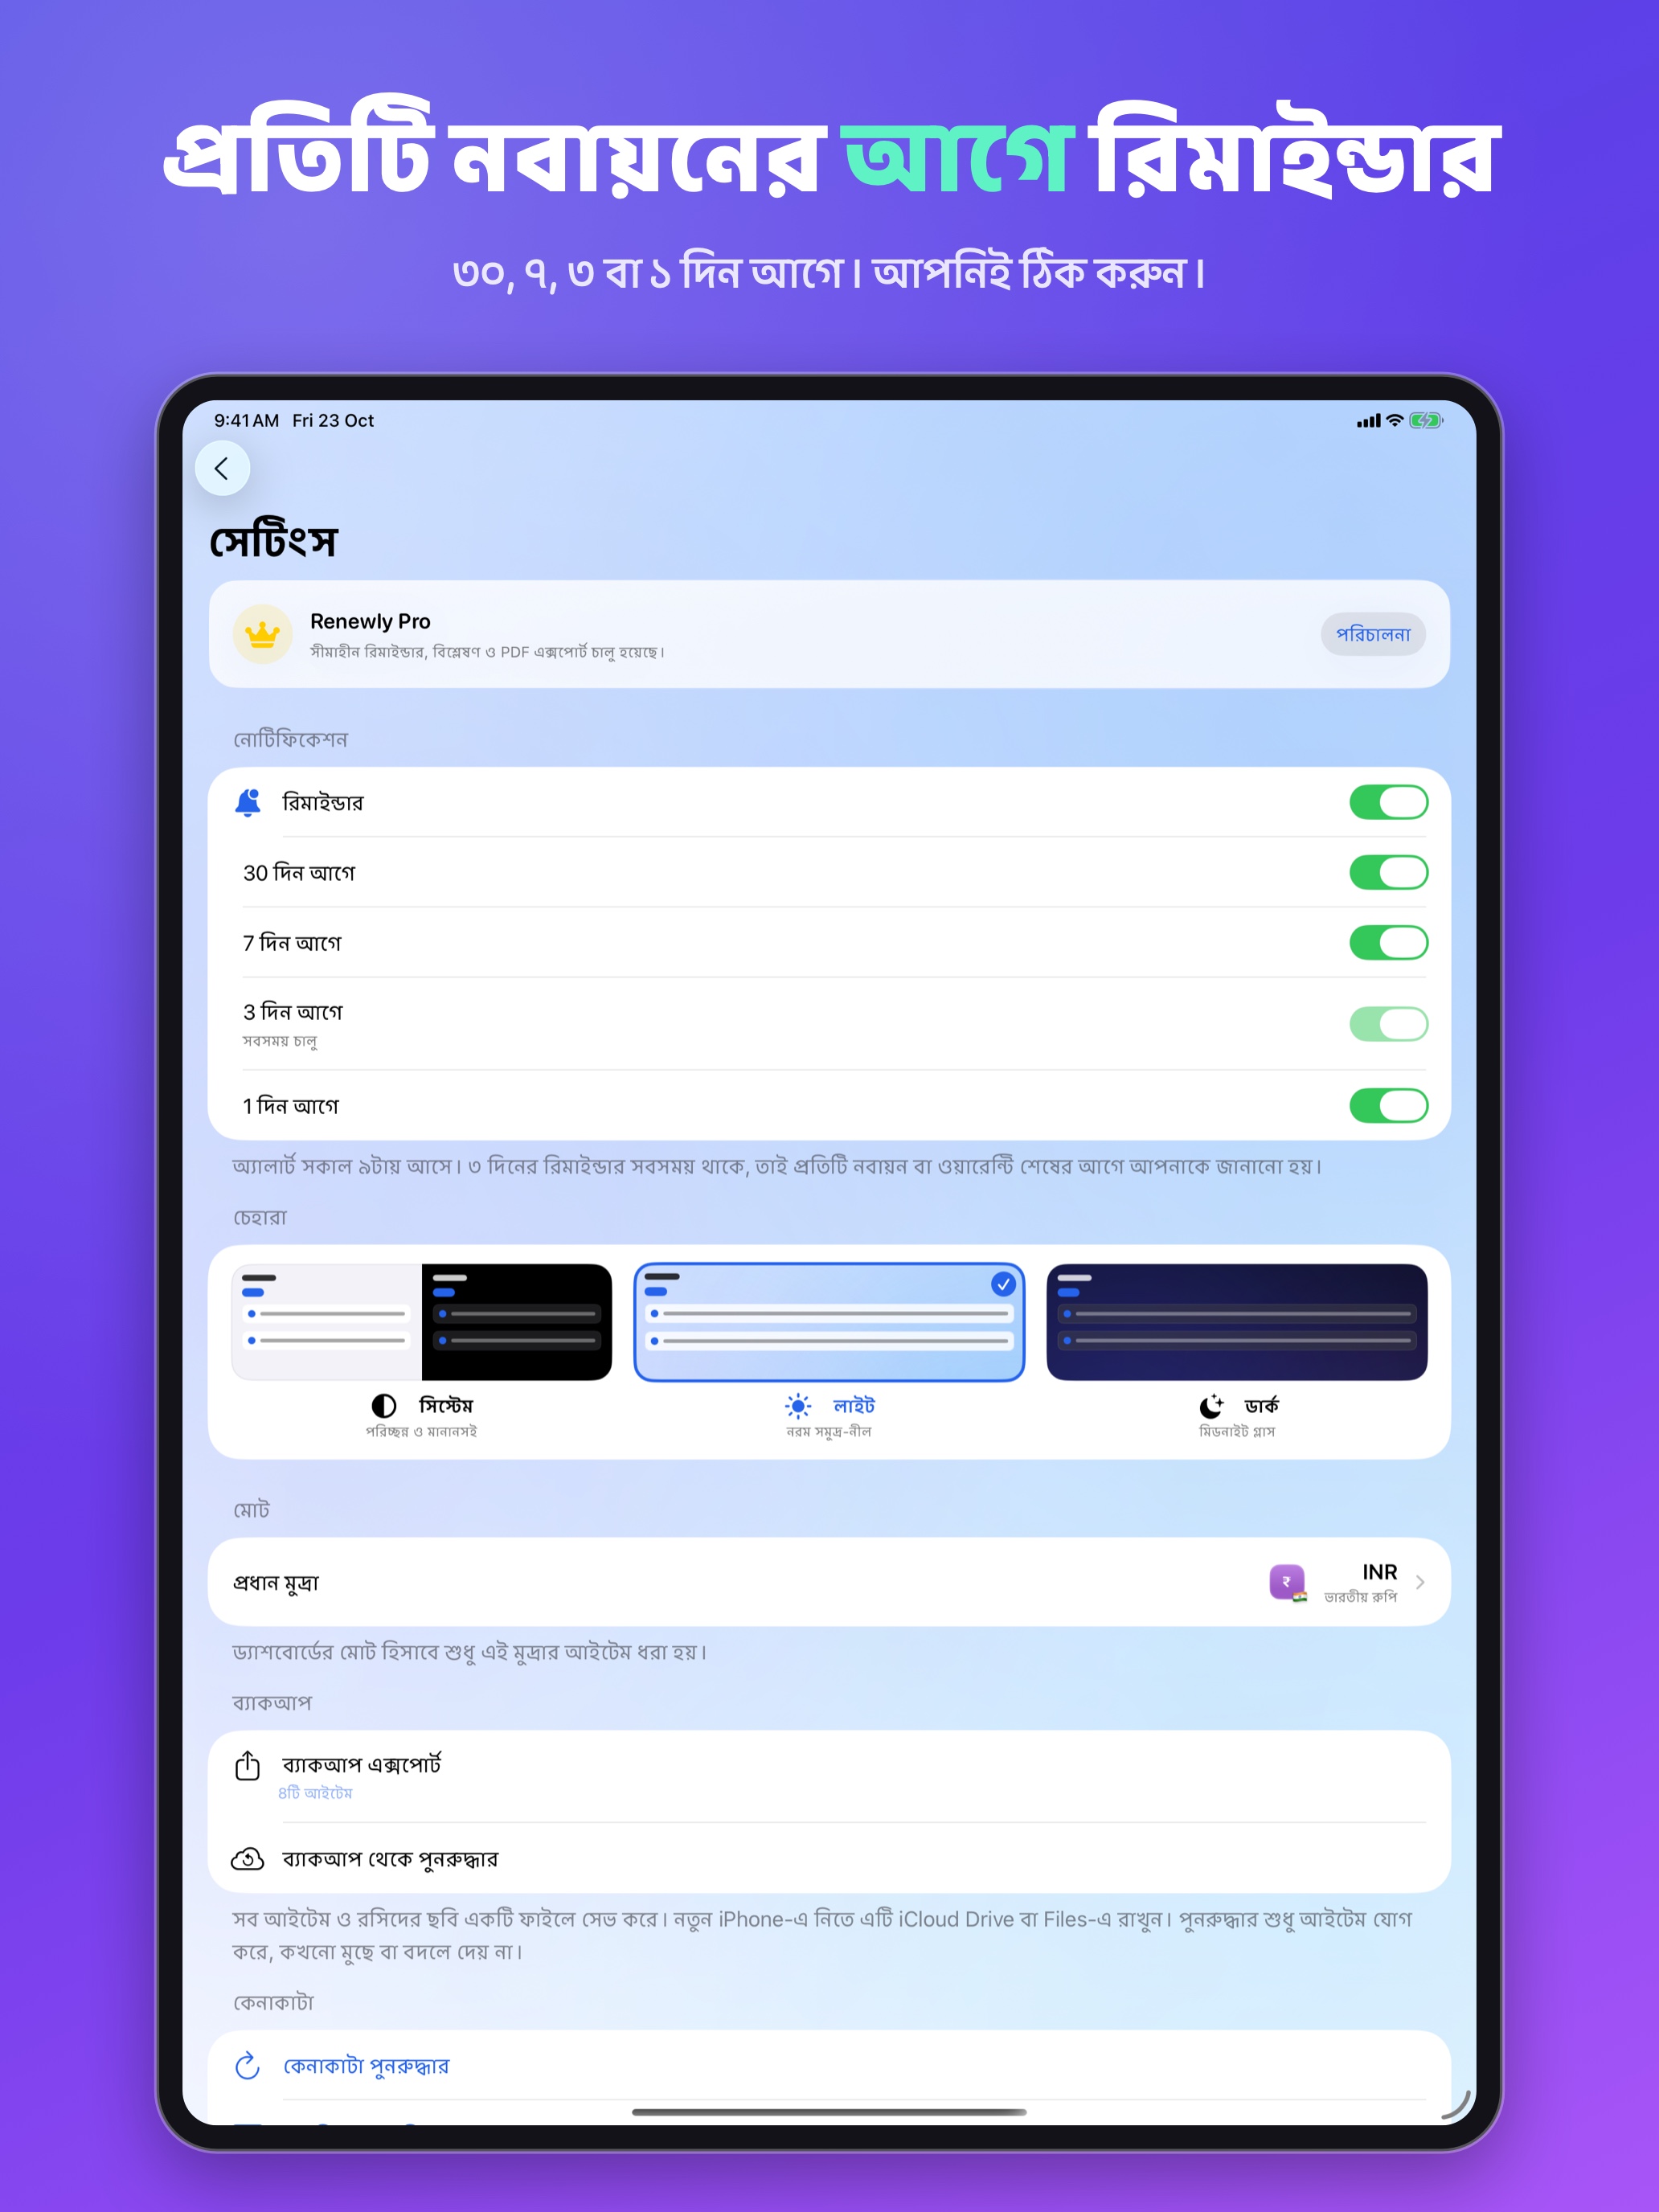 প্রতিটি নবায়নের আগে রিমাইন্ডার
৩০, ৭, ৩ বা ১ দিন আগে। আপনিই ঠিক করুন।
9:41 AM Fri 23 Oct
সেটিংস
Renewly Pro
সীমাহীন রিমাইন্ডার, বিশ্লেষণ ও PDF এক্সপোর্ট চালু হয়েছে।
পরিচালনা
নোটিফিকেশন
রিমাইন্ডার
30 দিন আগে
7 দিন আগে
3 দিন আগে
সবসময় চালু
1 দিন আগে
অ্যালার্ট সকাল ৯টায় আসে। ৩ দিনের রিমাইন্ডার সবসময় থাকে, তাই প্রতিটি নবায়ন বা ওয়ারেন্টি শেষের আগে আপনাকে জানানো হয়।
চেহারা
সিস্টেম
পরিচ্ছন্ন ও মানানসই
লাইট
নরম সমুদ্র-নীল
ডার্ক
মিডনাইট গ্লাস
মোট
প্রধান মুদ্রা
₹
INR
ভারতীয় রুপি
ড্যাশবোর্ডের মোট হিসাবে শুধু এই মুদ্রার আইটেম ধরা হয়।
ব্যাকআপ
ব্যাকআপ এক্সপোর্ট
৪টি আইটেম
ব্যাকআপ থেকে পুনরুদ্ধার
সব আইটেম ও রসিদের ছবি একটি ফাইলে সেভ করে। নতুন iPhone-এ নিতে এটি iCloud Drive বা Files-এ রাখুন। পুনরুদ্ধার শুধু আইটেম যোগ
করে, কখনো মুছে বা বদলে দেয় না।
কেনাকাটা
কেনাকাটা পুনরুদ্ধার